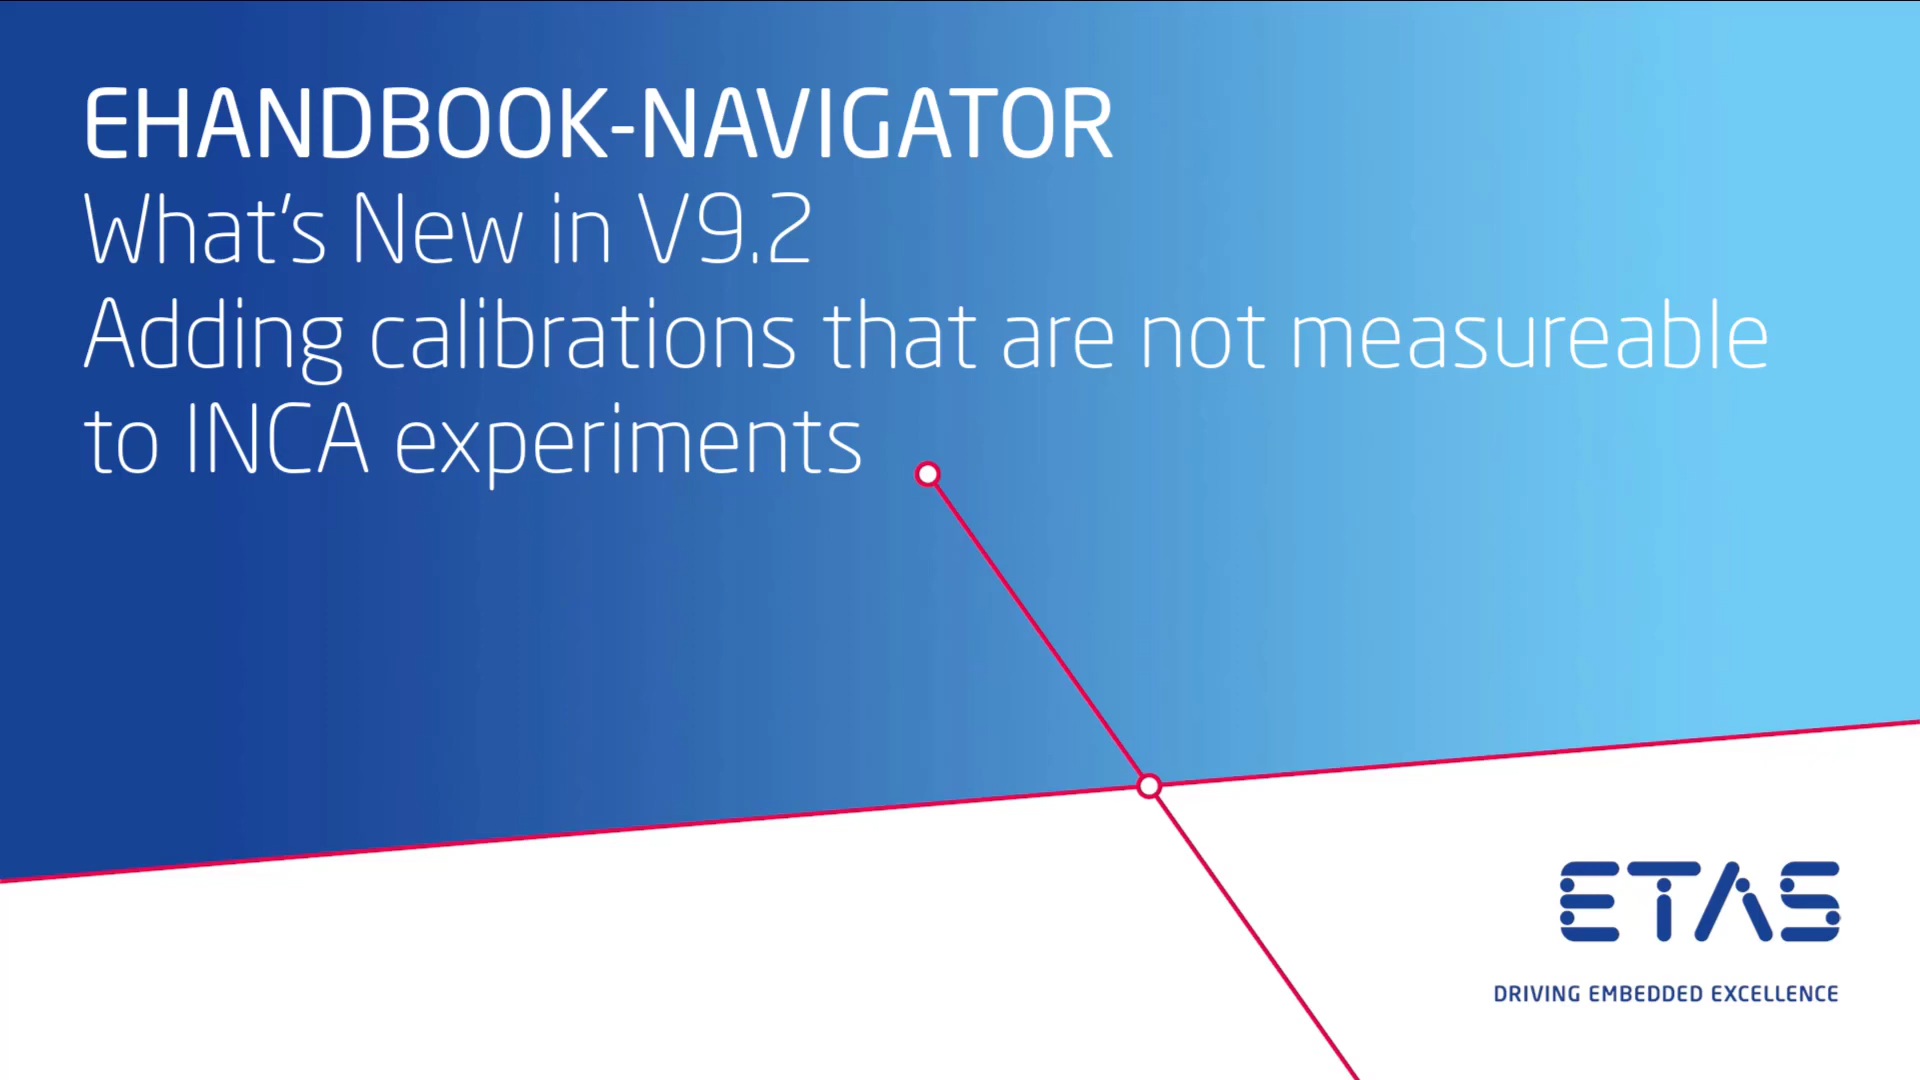 EHANDBOOK-NAVIGATOR
What's New in V9.2
Adding calibrations that are not measureable
to INCA experiments
ETAS
DRIVING EMBEDDED EXCELLENCE